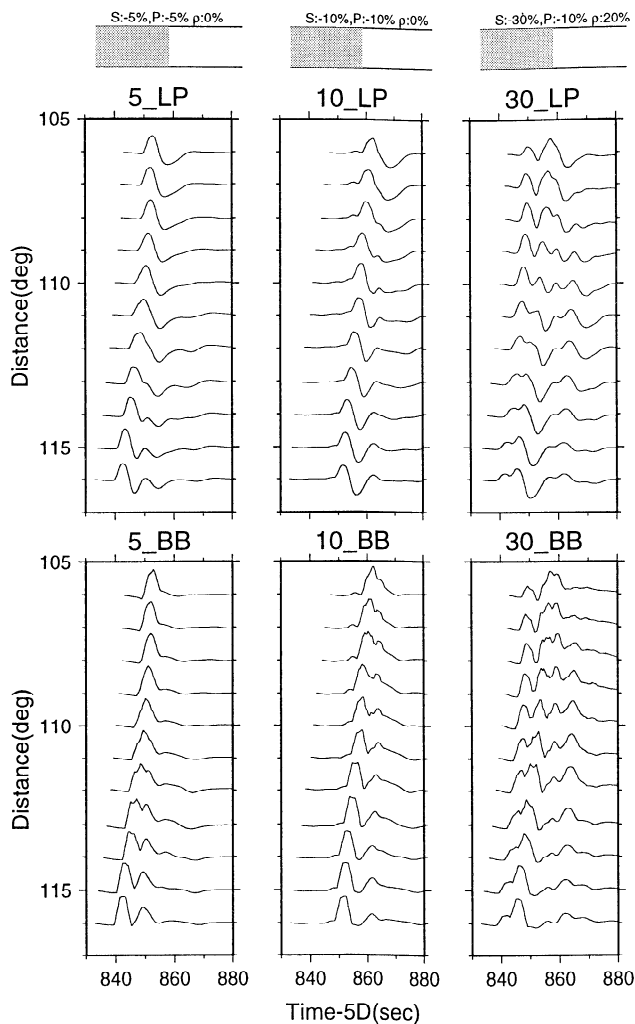 S:-5%,P:-5% ρ:0% S:-10%,P:-10% ρ:0% S:-30%,P:-10% ρ:20%
5_LP 10_LP 30_LP
105
110
115
Distance(deg)
5_BB 10_BB 30_BB
105
110
115
Distance(deg)
840 860 880 840 860 880 840 860 880
Time-5D(sec)